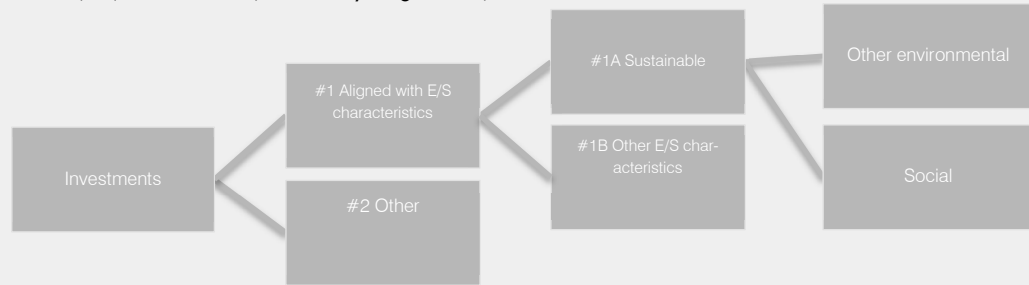 Investments
#1 Aligned with E/S
characteristics
#2 Other
#1A Sustainable
#1B Other E/S char-
acteristics
Other environmental
Social